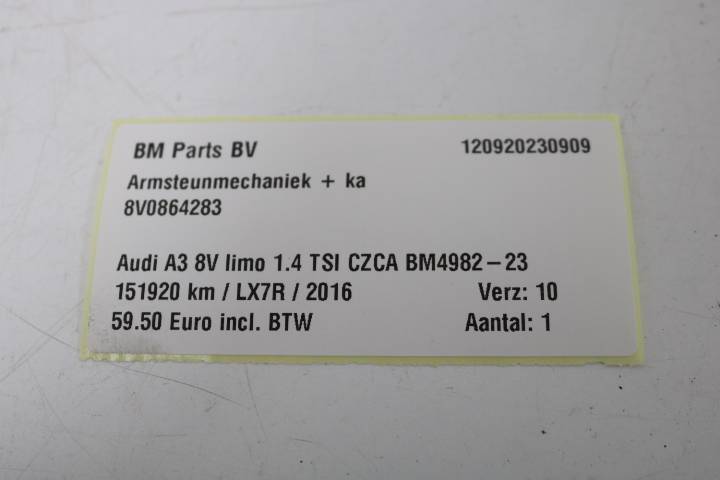 BM Parts BV 120920230909
Armsteunmechaniek + ka
8V0864283
Audi A3 8V limo 1.4 TSI CZCA BM4982-23
151920 km / LX7R / 2016 Verz: 10
59.50 Euro incl. BTW Aantal: 1